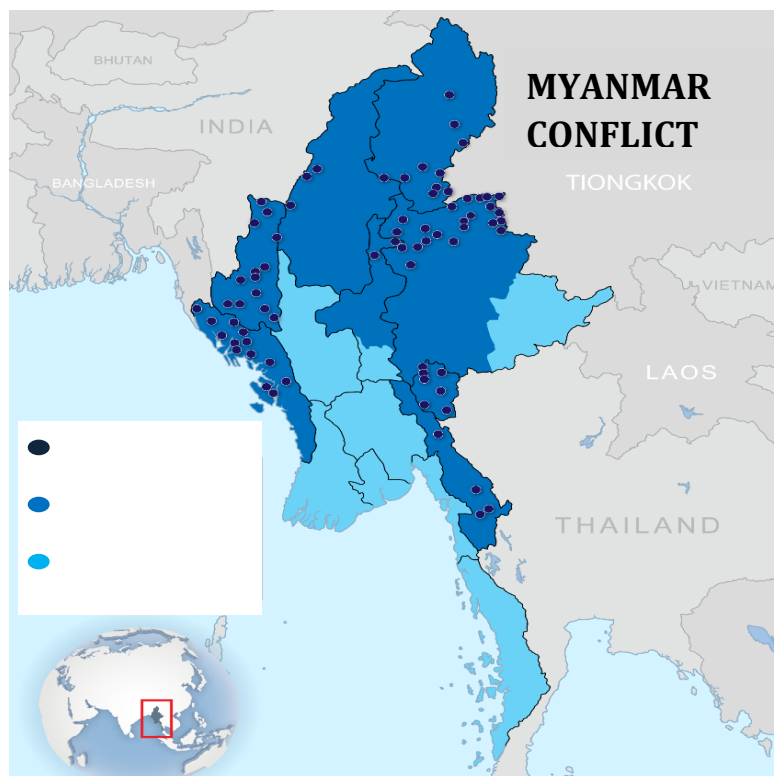 MYANMAR
CONFLICT
BHUTAN
INDIA
BANGLADESH
TIONGKOK
VIETNAM
LAOS
THAILAND